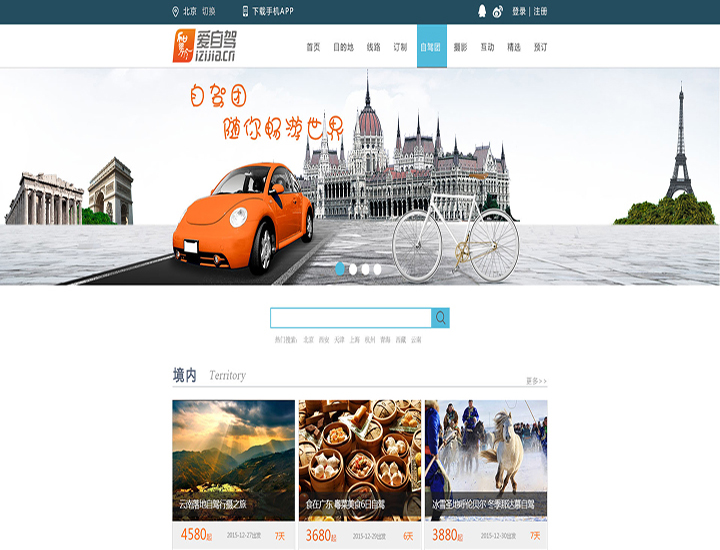 北京 切换 下载手机APP 登录 | 注册
爱自驾
izijia.cn
首页 目的地 线路 订制 自驾团 摄影 互动 精选 预订
自驾团
随你畅游世界
热门搜索: 北京 西安 天津 上海 杭州 青海 西藏 云南
境内 Territory 更多>>
云南落地自驾行摄之旅
4580起 2015-12-27出发 7天
食在广东 粤菜美食6日自驾
3680起 2015-12-29出发 6天
冰雪圣地呼伦贝尔 冬季那达慕自驾
3880起 2015-12-30出发 7天